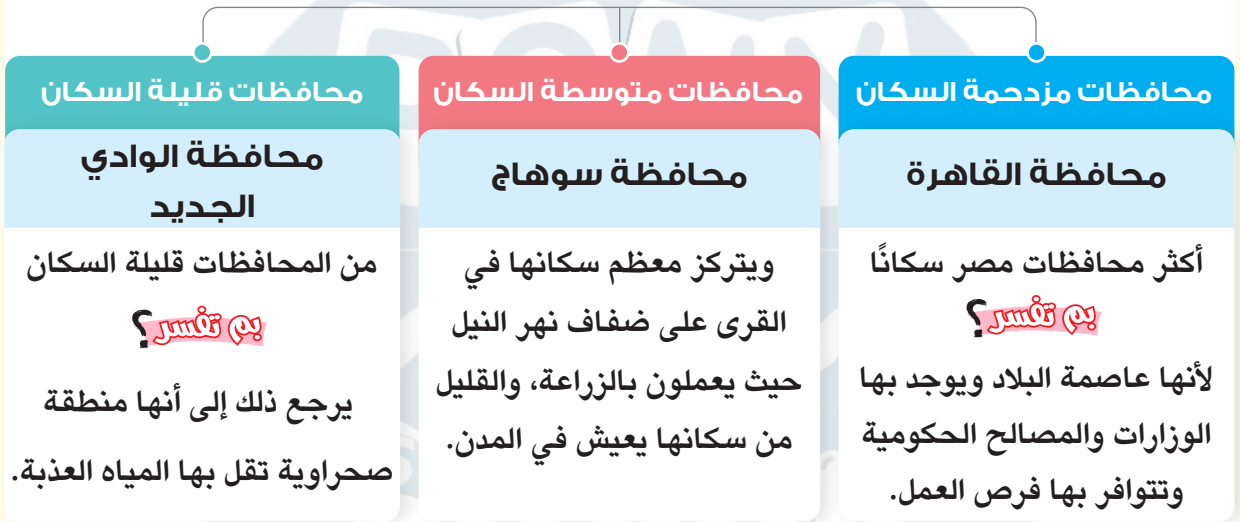 محافظات مزدحمة السكان
محافظة القاهرة
أكثر محافظات مصر سكانًا
بم تفسر؟
لأنها عاصمة البلاد ويوجد بها
الوزارات والمصالح الحكومية
وتتوافر بها فرص العمل.
محافظات متوسطة السكان
محافظة سوهاج
ويتركز معظم سكانها في
القرى على ضفاف نهر النيل
حيث يعملون بالزراعة، والقليل
من سكانها يعيش في المدن.
محافظات قليلة السكان
محافظة الوادي
الجديد
من المحافظات قليلة السكان
بم تفسر؟
يرجع ذلك إلى أنها منطقة
صحراوية تقل بها المياه العذبة.